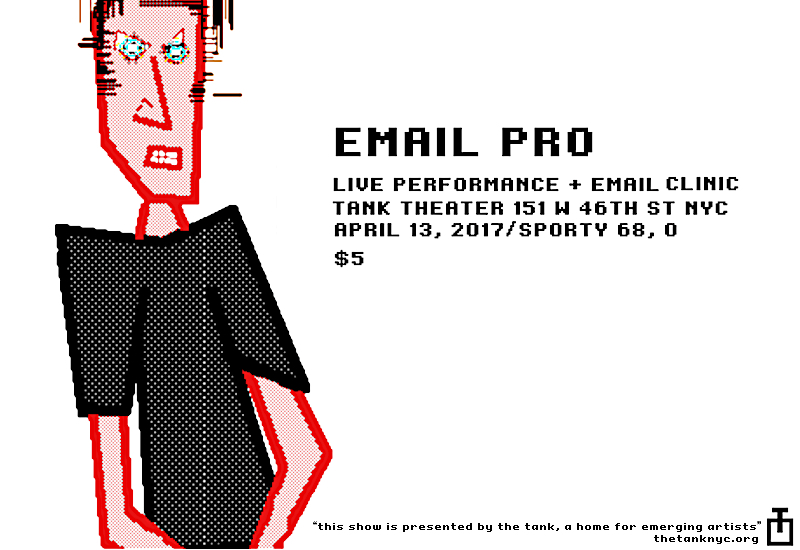 EMAIL PRO
LIVE PERFORMANCE + EMAIL CLINIC
TANK THEATER 151 W 46TH ST NYC
APRIL 13, 2017/SPORTY 68, 0
$5
"this show is presented by the tank, a home for emerging artists"
thetanknyc.org